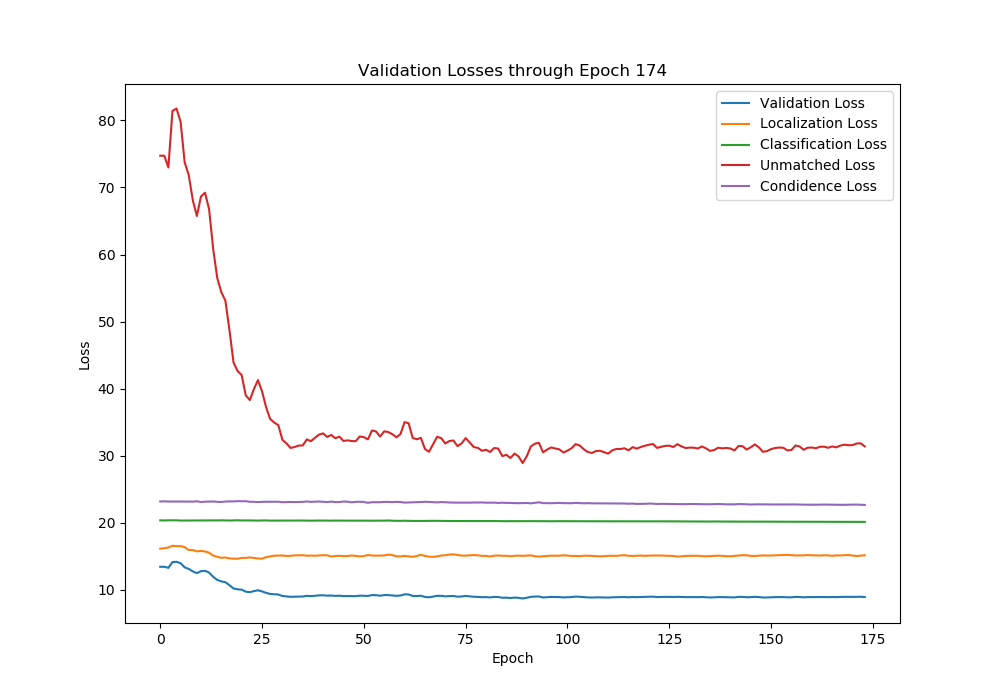 Validation Losses through Epoch 174
Validation Loss
Localization Loss
Classification Loss
Unmatched Loss
Condidence Loss
80
70
60
50
40
30
20
10
Loss
0 25 50 75 100 125 150 175
Epoch